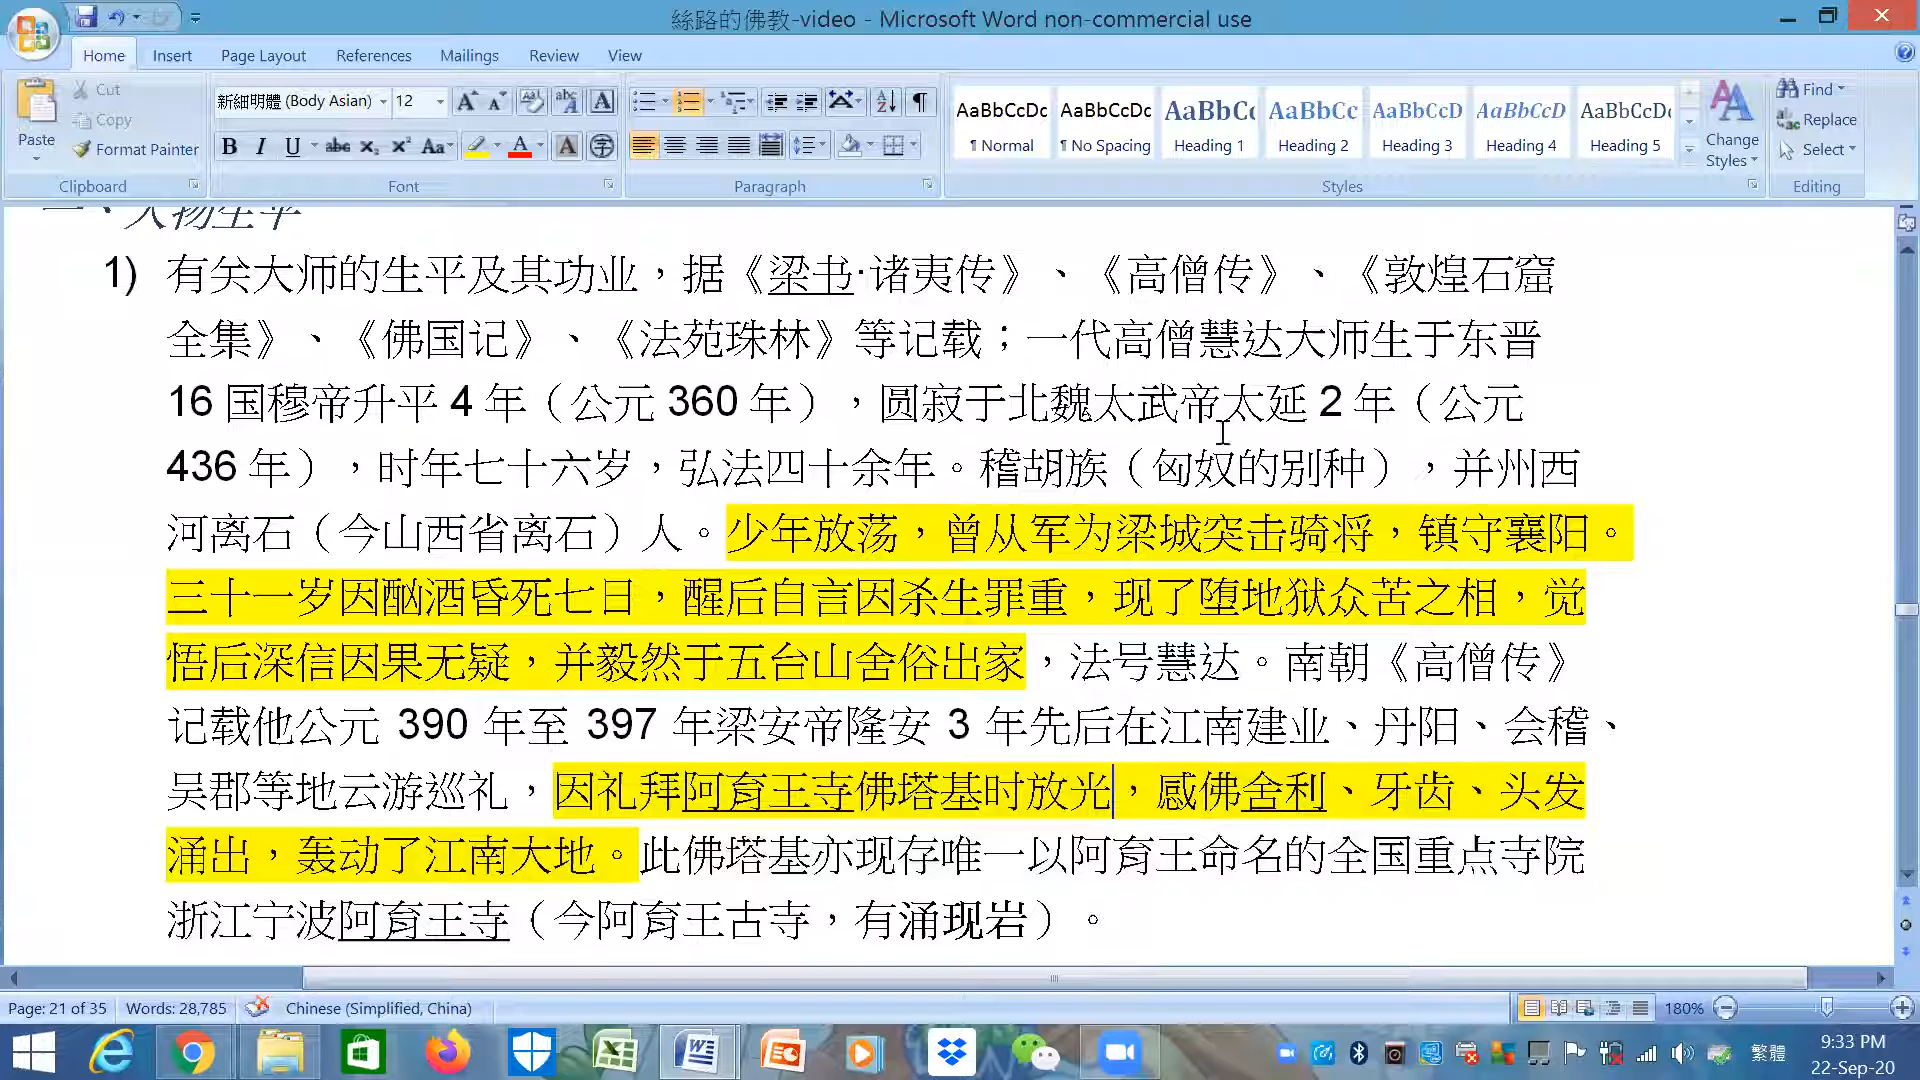 絲路的佛教-video - Microsoft Word non-commercial use
Home Insert Page Layout References Mailings Review View
Paste
Cut
Copy
Format Painter
Clipboard
新細明體 (Body Asian) 12
Font
Paragraph
AaBbCcDc AaBbCcDc AaBbCc AaBbCc AaBbCcD AaBbCcD AaBbCcDc
¶ Normal ¶ No Spacing Heading 1 Heading 2 Heading 3 Heading 4 Heading 5
Change Styles
Styles
Find
Replace
Select
Editing
二、人物生平
1) 有关大师的生平及其功业，据《梁书·诸夷传》、《高僧传》、《敦煌石窟
全集》、《佛国记》、《法苑珠林》等记载；一代高僧慧达大师生于东晋
16 国穆帝升平 4 年（公元 360 年），圆寂于北魏太武帝太延 2 年（公元
436 年），时年七十六岁，弘法四十余年。稽胡族（匈奴的别种），并州西
河离石（今山西省离石）人。少年放荡，曾从军为梁城突击骑将，镇守襄阳。
三十一岁因酗酒昏死七日，醒后自言因杀生罪重，现了堕地狱众苦之相，觉
悟后深信因果无疑，并毅然于五台山舍俗出家，法号慧达。南朝《高僧传》
记载他公元 390 年至 397 年梁安帝隆安 3 年先后在江南建业、丹阳、会稽、
吴郡等地云游巡礼，因礼拜阿育王寺佛塔基时放光，感佛舍利、牙齿、头发
涌出，轰动了江南大地。此佛塔基亦现存唯一以阿育王命名的全国重点寺院
浙江宁波阿育王寺（今阿育王古寺，有涌现岩）。
Page: 21 of 35 Words: 28,785 Chinese (Simplified, China) 180%
繁體
9:33 PM
22-Sep-20